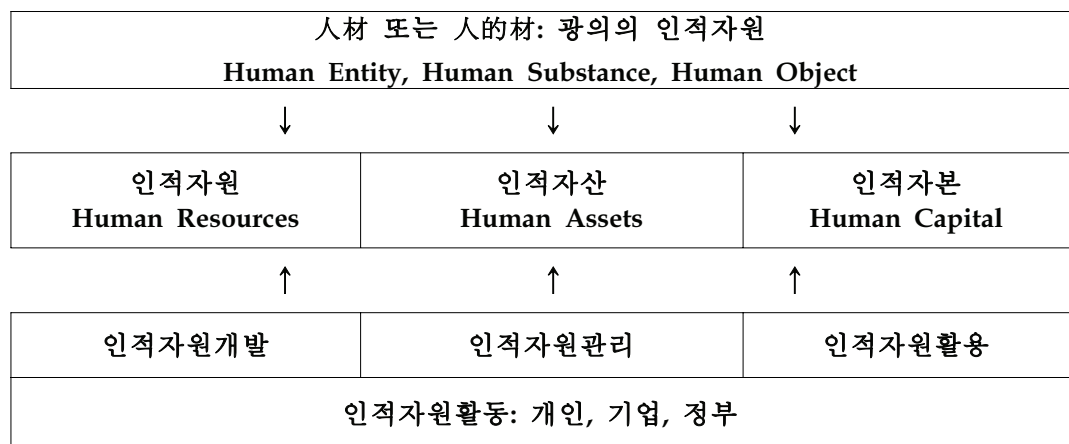 人材 또는 人的材: 광의의 인적자원
Human Entity, Human Substance, Human Object
↓ ↓ ↓
인적자원 인적자산 인적자본
Human Resources Human Assets Human Capital
↑ ↑ ↑
인적자원개발 인적자원관리 인적자원활용
인적자원활동: 개인, 기업, 정부